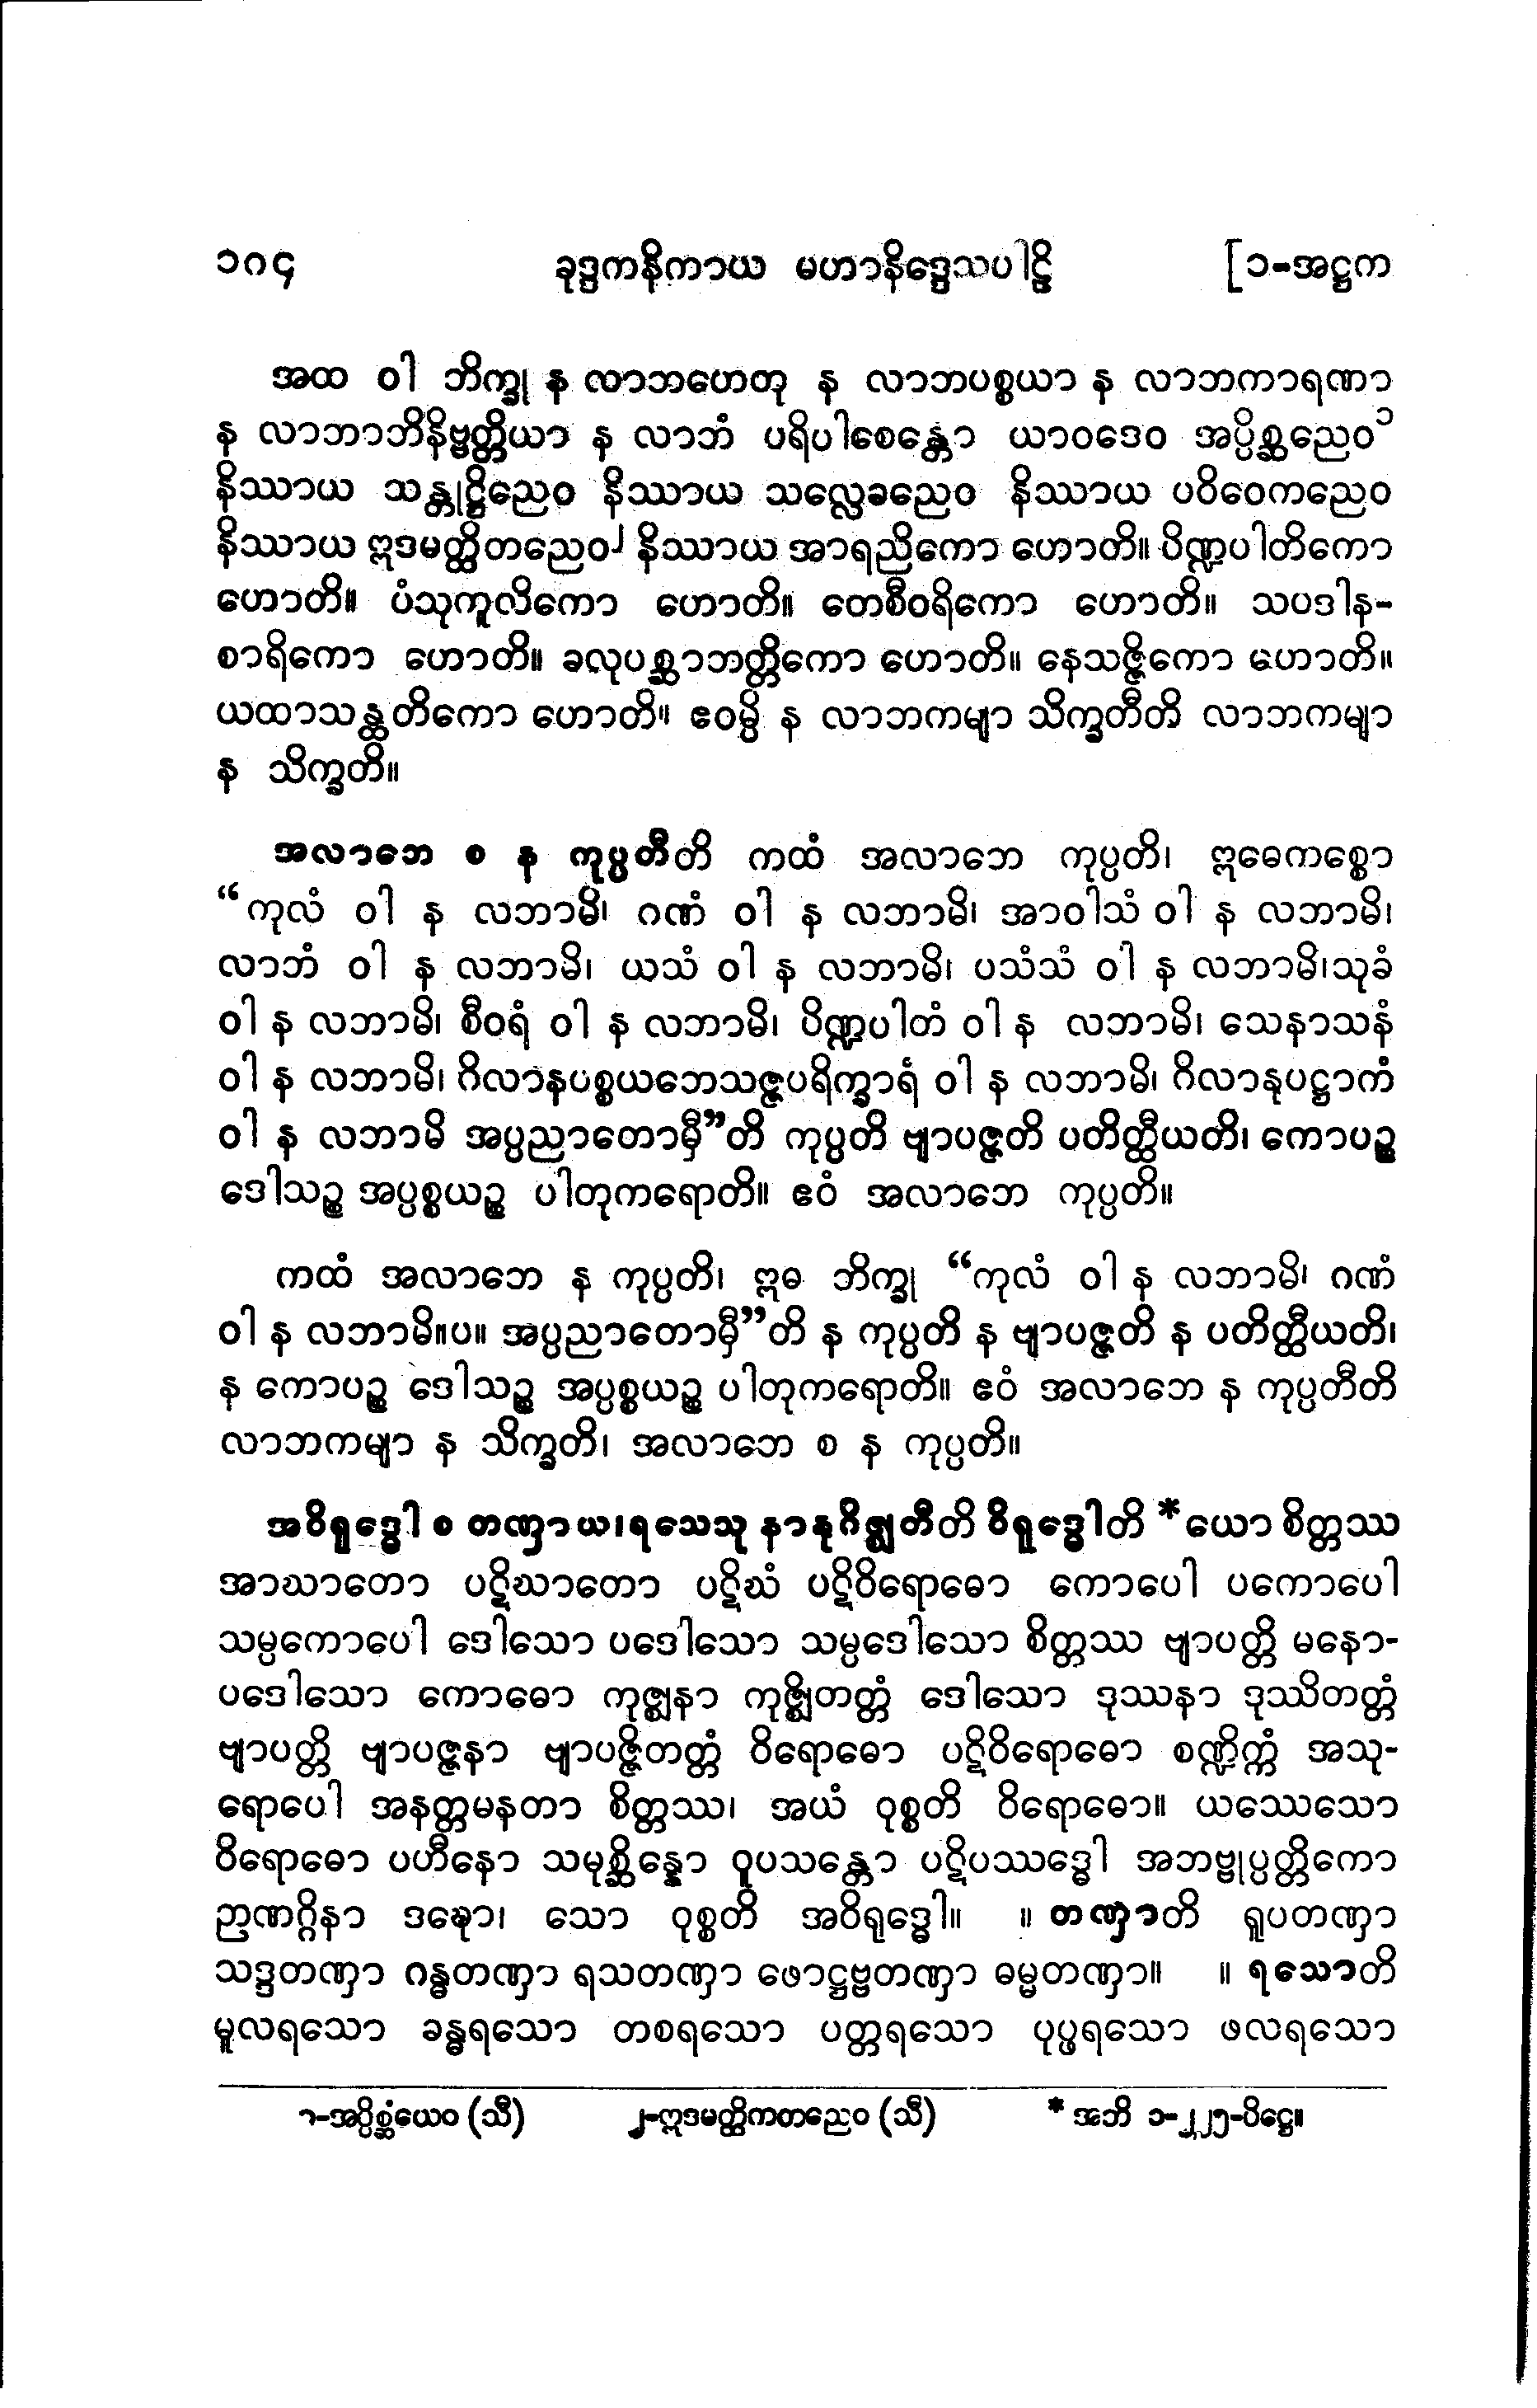 ၁၈၄ ခုဒ္ဒကနိကာယ မဟာနိဒ္ဒေသပါဠိ [၁-အဋ္ဌက
အထ ဝါ ဘိက္ခု န လာဘဟေတု န လာဘပစ္စယာ န လာဘကာရဏာ
န လာဘာဘိနိဗ္ဗတ္တိယာ န လာဘံ ပရိပါစေန္တော ယာဝဒေဝ အပ္ပိစ္ဆညေဝ ၁
နိဿာယ သန္တုဋ္ဌိညေဝ နိဿာယ သလ္လေခညေဝ နိဿာယ ပဝိဝေကညေဝ
နိဿာယ ဣဒမတ္ထိတညေဝ ၂ နိဿာယ အာရညိကော ဟောတိ။ ပိဏ္ဍပါတိကော
ဟောတိ။ ပံသုကူလိကော ဟောတိ။ တေစီဝရိကော ဟောတိ။ သပဒါန-
စာရိကော ဟောတိ။ ခလုပစ္ဆာဘတ္တိကော ဟောတိ။ နေသဇ္ဇိကော ဟောတိ။
ယထာသန္ထတိကော ဟောတိ။ ဧဝမ္ပိ န လာဘကမျာ သိက္ခတီတိ လာဘကမျာ
န သိက္ခတိ။
အလာဘေ စ န ကုပ္ပတီတိ ကထံ အလာဘေ ကုပ္ပတိ၊ ဣဓေကစ္စော
“ကုလံ ဝါ န လဘာမိ၊ ဂဏံ ဝါ န လဘာမိ၊ အာဝါသံ ဝါ န လဘာမိ၊
လာဘံ ဝါ န လဘာမိ၊ ယသံ ဝါ န လဘာမိ၊ ပသံသံ ဝါ န လဘာမိ၊သုခံ
ဝါ န လဘာမိ၊ စီဝရံ ဝါ န လဘာမိ၊ ပိဏ္ဍပါတံ ဝါ န လဘာမိ၊ သေနာသနံ
ဝါ န လဘာမိ၊ ဂိလာနပစ္စယဘေသဇ္ဇပရိက္ခာရံ ဝါ န လဘာမိ၊ ဂိလာနုပဋ္ဌာကံ
ဝါ န လဘာမိ အပ္ပညာတောမှီ”တိ ကုပ္ပတိ ဗျာပဇ္ဇတိ ပတိတ္ထီယတိ၊ ကောပဉ္စ
ဒေါသဉ္စ အပ္ပစ္စယဉ္စ ပါတုကရောတိ။ ဧဝံ အလာဘေ ကုပ္ပတိ။
ကထံ အလာဘေ န ကုပ္ပတိ၊ ဣဓ ဘိက္ခု “ကုလံ ဝါ န လဘာမိ၊ ဂဏံ
ဝါ န လဘာမိ။ပ။ အပ္ပညာတောမှီ”တိ န ကုပ္ပတိ န ဗျာပဇ္ဇတိ န ပတိတ္ထီယတိ၊
န ကောပဉ္စ ဒေါသဉ္စ အပ္ပစ္စယဉ္စ ပါတုကရောတိ။ ဧဝံ အလာဘေ န ကုပ္ပတီတိ
လာဘကမျာ န သိက္ခတိ၊ အလာဘေ စ န ကုပ္ပတိ။
အဝိရုဒ္ဓေါ စ တဏှာယ၊ရသေသု နာနုဂိဇ္ဈတီတိ ဝိရုဒ္ဓေါတိ *ယော စိတ္တဿ
အာဃာတော ပဋိဃာတော ပဋိဃံ ပဋိဝိရောဓော ကောပေါ ပကောပေါ
သမ္ပကောပေါ ဒေါသော ပဒေါသော သမ္ပဒေါသော စိတ္တဿ ဗျာပတ္တိ မနော-
ပဒေါသော ကောဓော ကုဇ္ဈနာ ကုဇ္ဈိတတ္တံ ဒေါသော ဒုဿနာ ဒုဿိတတ္တံ
ဗျာပတ္တိ ဗျာပဇ္ဇနာ ဗျာပဇ္ဇိတတ္တံ ဝိရောဓော ပဋိဝိရောဓော စဏ္ဍိက္ကံ အသု-
ရောပေါ အနတ္တမနတာ စိတ္တဿ၊ အယံ ဝုစ္စတိ ဝိရောဓော။ ယဿေသော
ဝိရောဓော ပဟီနော သမုစ္ဆိန္နော ဝူပသန္တော ပဋိပဿဒ္ဓေါ အဘဗ္ဗုပ္ပတ္တိကော
ဉာဏဂ္ဂိနာ ဒဍ္ဎော၊ သော ဝုစ္စတိ အဝိရုဒ္ဓေါ။ ။ တဏှာတိ ရူပတဏှာ
သဒ္ဒတဏှာ ဂန္ဓတဏှာ ရသတဏှာ ဖောဋ္ဌဗ္ဗတဏှာ ဓမ္မတဏှာ။ ။ ရသောတိ
မူလရသော ခန္ဓရသော တစရသော ပတ္တရသော ပုပ္ဖရသော ဖလရသော
၁-အပ္ပိစ္ဆံယေဝ (သီ) ၂-ဣဒမတ္ထိကတညေဝ (သီ) * အဘိ ၁-၂၂၅-ပိဋ္ဌေ။